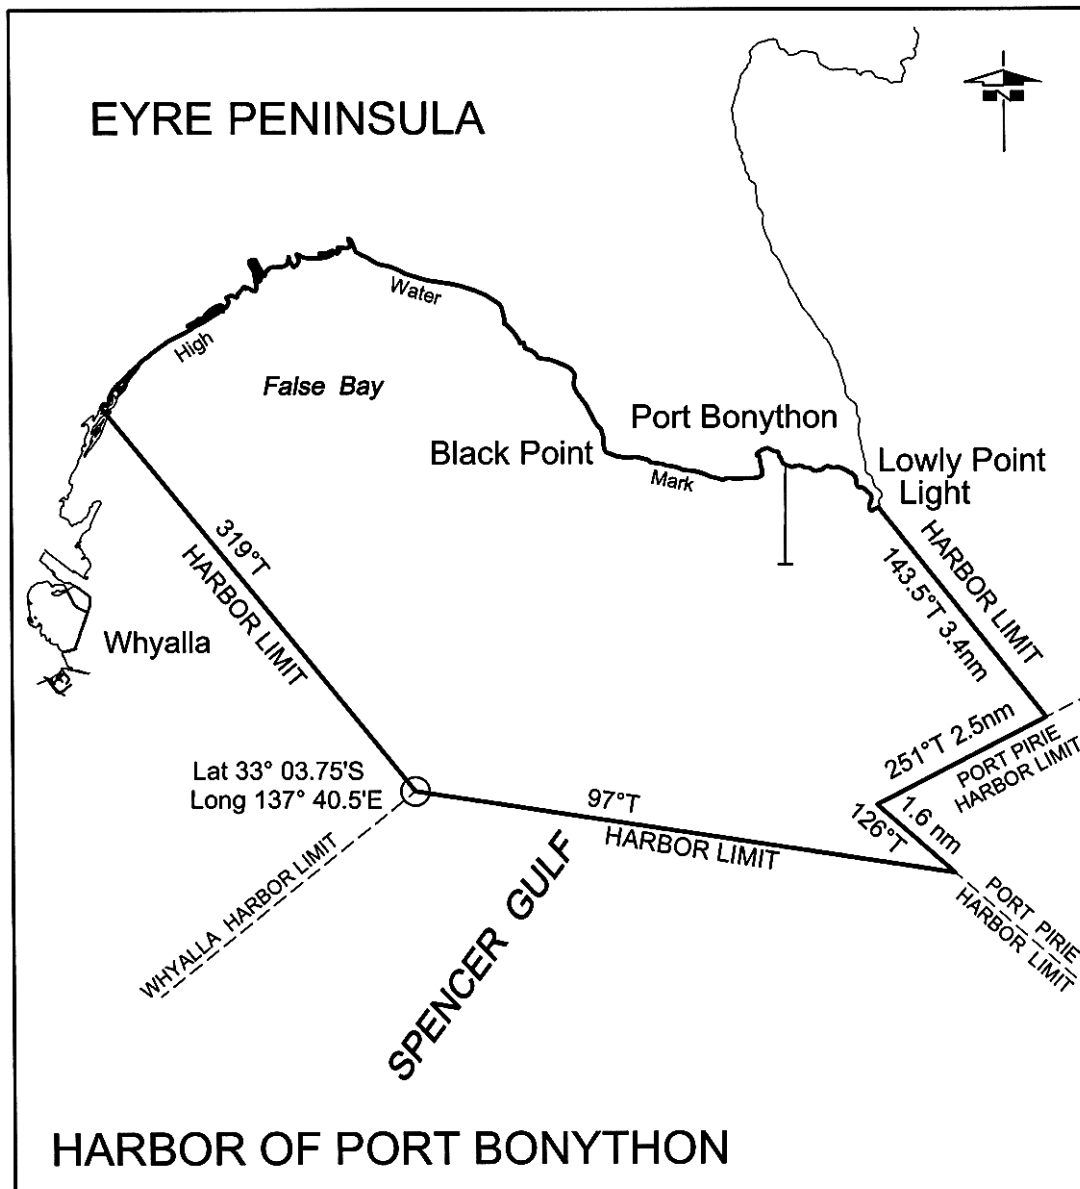 EYRE PENINSULA
N
Water
High
False Bay
Port Bonython
Black Point
Mark
Lowly Point
Light
HARBOR LIMIT
143.5°T 3.4nm
319°T
HARBOR LIMIT
Whyalla
251°T 2.5nm
PORT PIRIE
HARBOR LIMIT
Lat 33° 03.75'S
Long 137° 40.5'E
97°T
HARBOR LIMIT
1.6 nm
126°T
WHYALLA HARBOR LIMIT
SPENCER GULF
PORT PIRIE
HARBOR LIMIT
HARBOR OF PORT BONYTHON